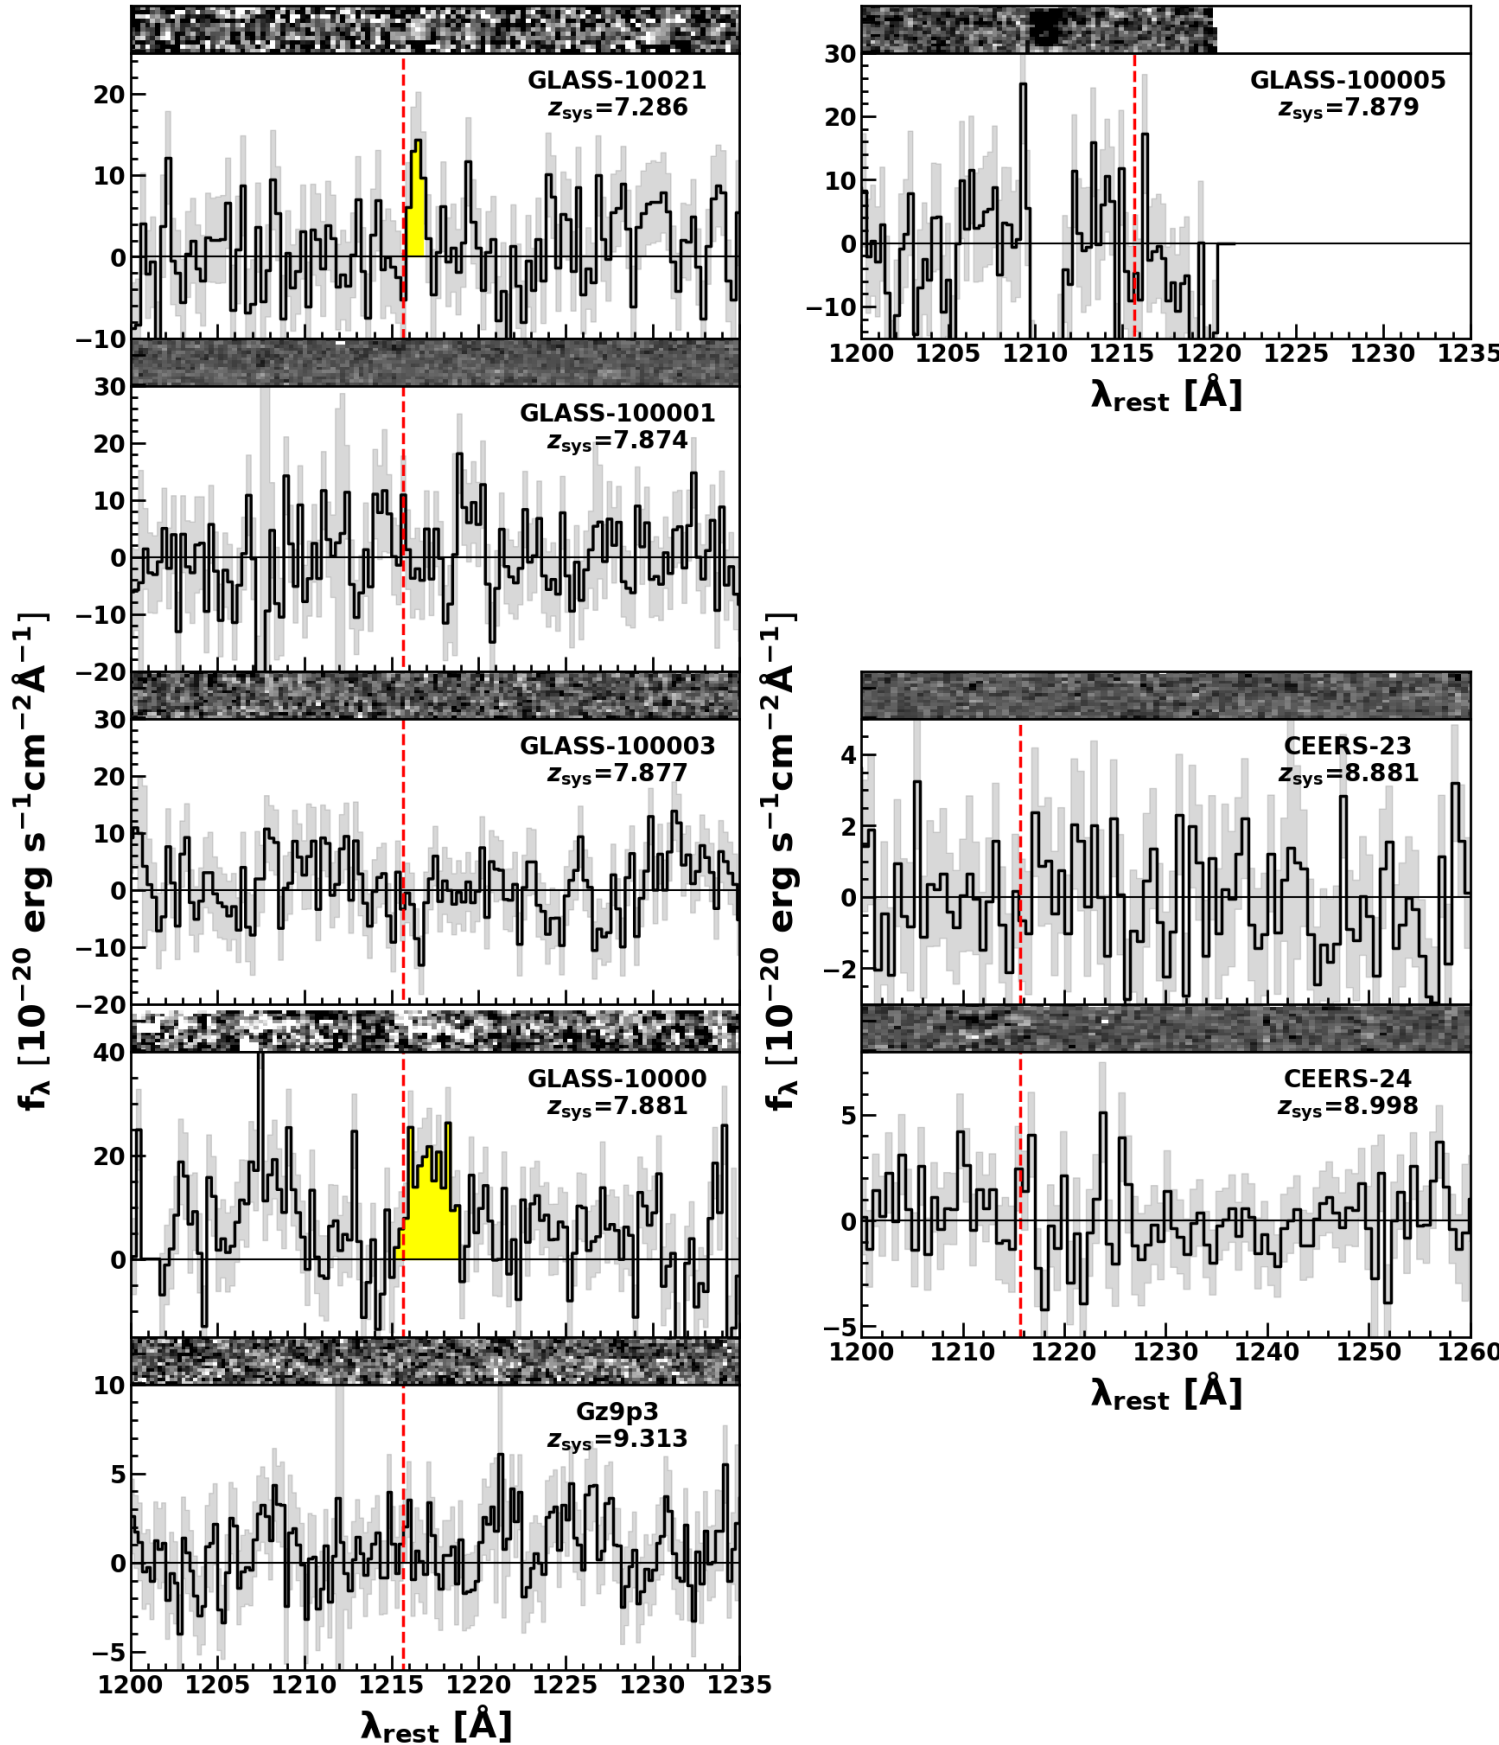 GLASS-10021
z_sys=7.286
20
10
0
−10
GLASS-100001
z_sys=7.874
30
20
10
0
−10
−20
GLASS-100003
z_sys=7.877
30
20
10
0
−10
−20
GLASS-10000
z_sys=7.881
40
20
0
Gz9p3
z_sys=9.313
10
5
0
−5
1200 1205 1210 1215 1220 1225 1230 1235
λ_rest [Å]
f_λ [10^−20 erg s^−1cm^−2Å^−1]
GLASS-100005
z_sys=7.879
30
20
10
0
−10
1200 1205 1210 1215 1220 1225 1230 1235
λ_rest [Å]
CEERS-23
z_sys=8.881
4
2
0
−2
CEERS-24
z_sys=8.998
5
0
−5
1200 1210 1220 1230 1240 1250 1260
λ_rest [Å]
f_λ [10^−20 erg s^−1cm^−2Å^−1]